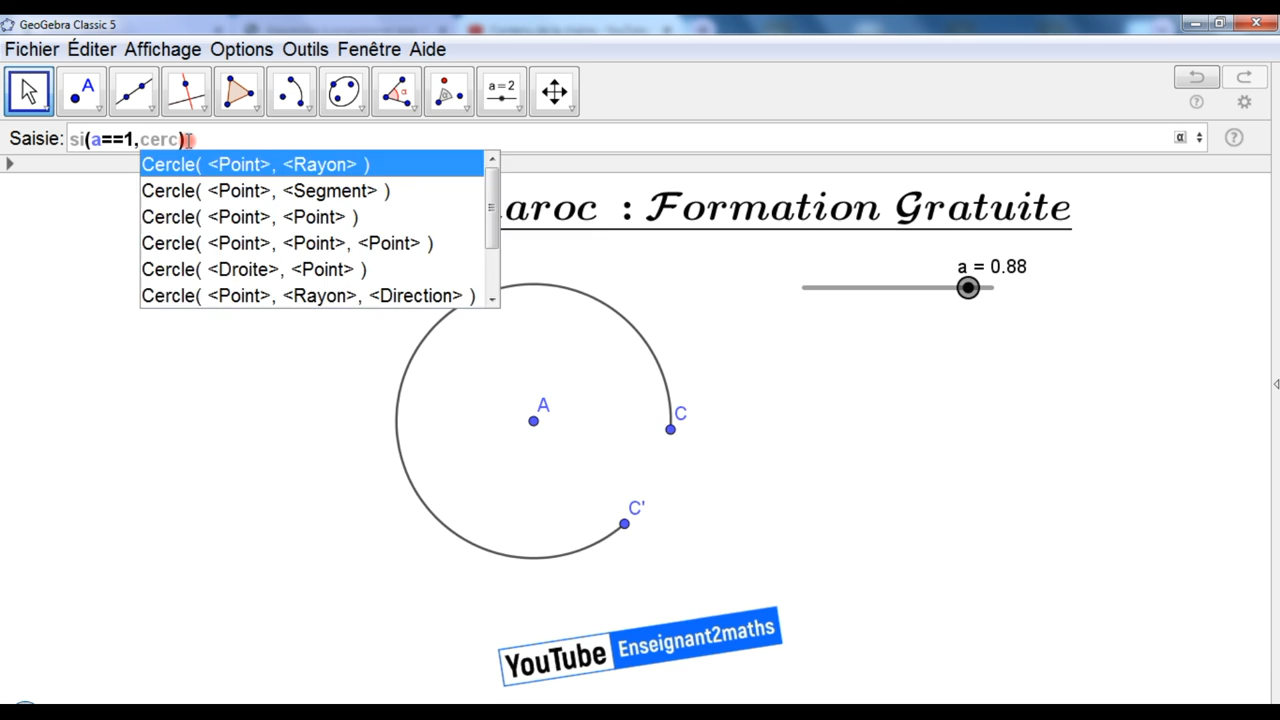 GeoGebra Classic 5
Fichier Éditer Affichage Options Outils Fenêtre Aide
A
a=2
Saisie: si(a==1,cerc)
α
Cercle( <Point>, <Rayon> )
Cercle( <Point>, <Segment> )
Cercle( <Point>, <Point> )
Cercle( <Point>, <Point>, <Point> )
Cercle( <Droite>, <Point> )
Cercle( <Point>, <Rayon>, <Direction> )
aroc : Formation Gratuite
a = 0.88
A
C
C'
YouTube Enseignant2maths